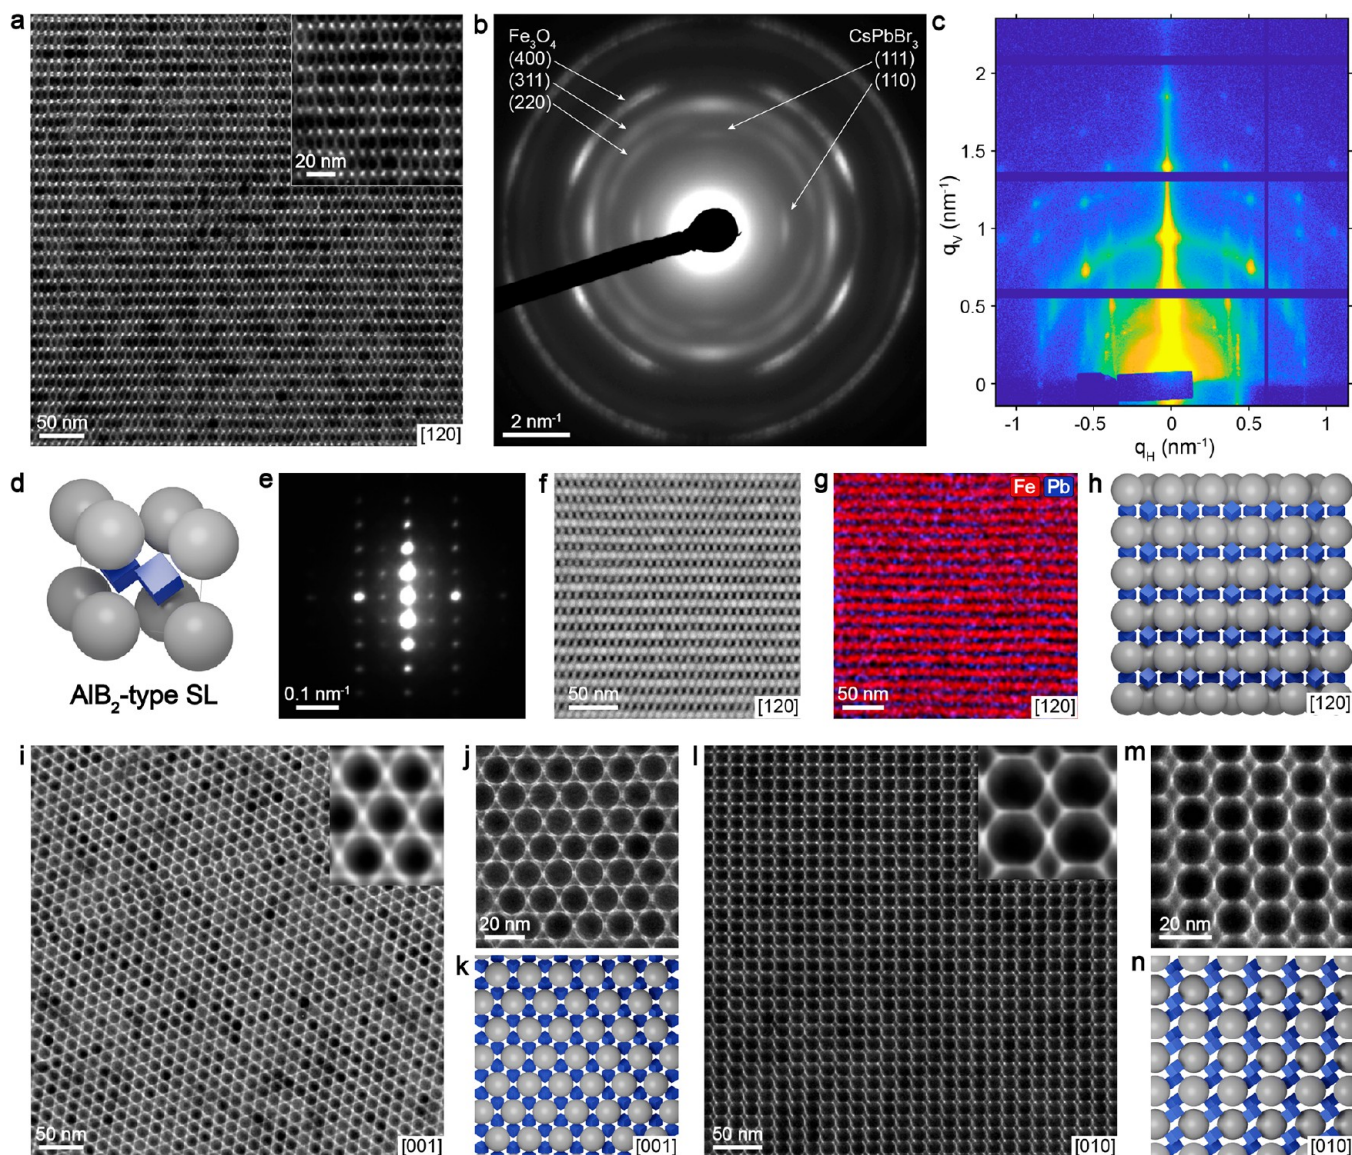 a
20 nm
50 nm
[120]
b
Fe₃O₄
(400)
(311)
(220)
CsPbBr₃
(111)
(110)
2 nm⁻¹
c
2
1.5
1
0.5
0
qᵥ (nm⁻¹)
-1 -0.5 0 0.5 1
q_H (nm⁻¹)
d
AlB₂-type SL
e
0.1 nm⁻¹
f
50 nm
[120]
g
Fe Pb
50 nm
[120]
h
[120]
i
50 nm
[001]
j
20 nm
k
[001]
l
50 nm
[010]
m
20 nm
n
[010]